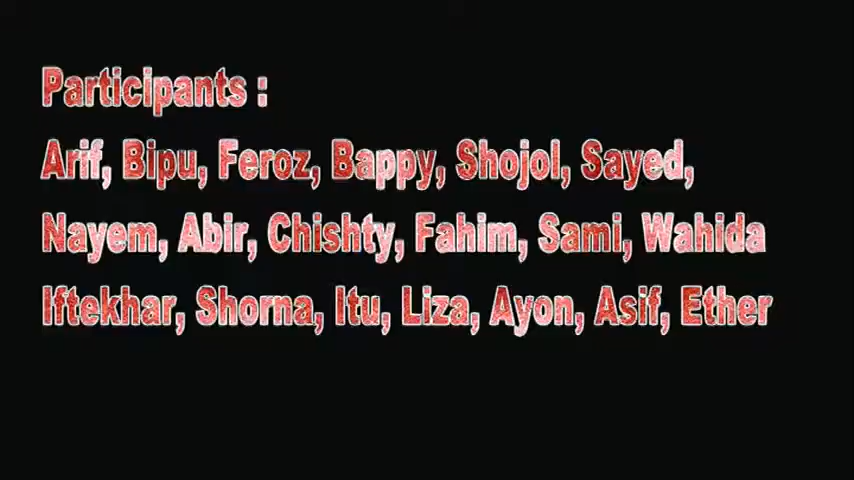 Participants :
Arif, Bipu, Feroz, Bappy, Shojol, Sayed,
Nayem, Abir, Chishty, Fahim, Sami, Wahida
Iftekhar, Shorna, Itu, Liza, Ayon, Asif, Ether